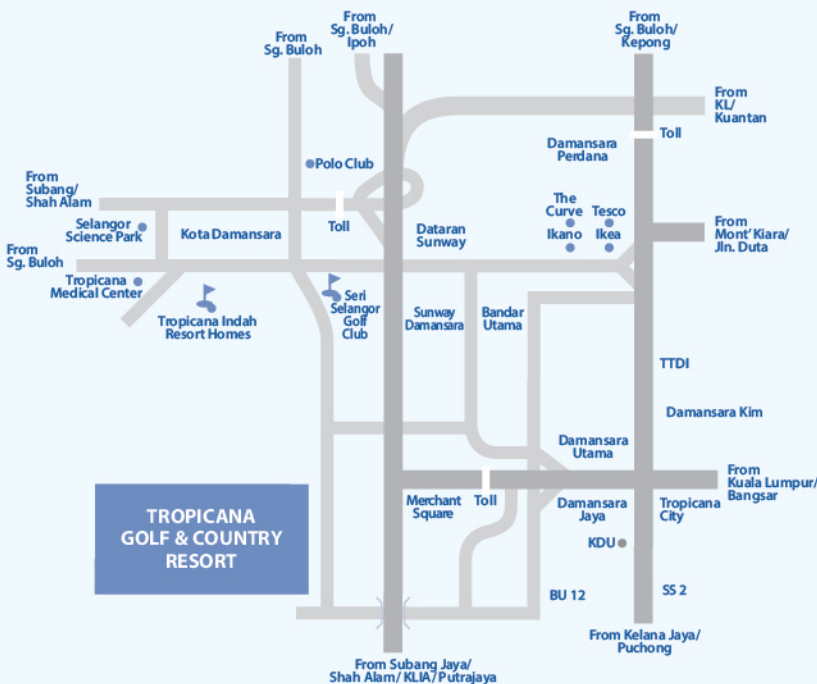 From
Sg. Buloh/
Ipoh
From
Sg. Buloh/
Kepong
From
Sg. Buloh
From
KL/
Kuantan
Toll
Damansara
Perdana
Polo Club
From
Subang/
Shah Alam
The
Curve
Tesco
Ikano
Ikea
Toll
Selangor
Science Park
Kota Damansara
Dataran
Sunway
From
Mont' Kiara/
Jln. Duta
From
Sg. Buloh
Tropicana
Medical Center
Tropicana Indah
Resort Homes
Seri
Selangor
Golf
Club
Sunway
Damansara
Bandar
Utama
TTDI
Damansara Kim
Damansara
Utama
From
Kuala Lumpur/
Bangsar
Merchant
Square
Toll
Damansara
Jaya
Tropicana
City
TROPICANA
GOLF & COUNTRY
RESORT
KDU
BU 12
SS 2
From Kelana Jaya/
Puchong
From Subang Jaya/
Shah Alam/ KLIA/ Putrajaya